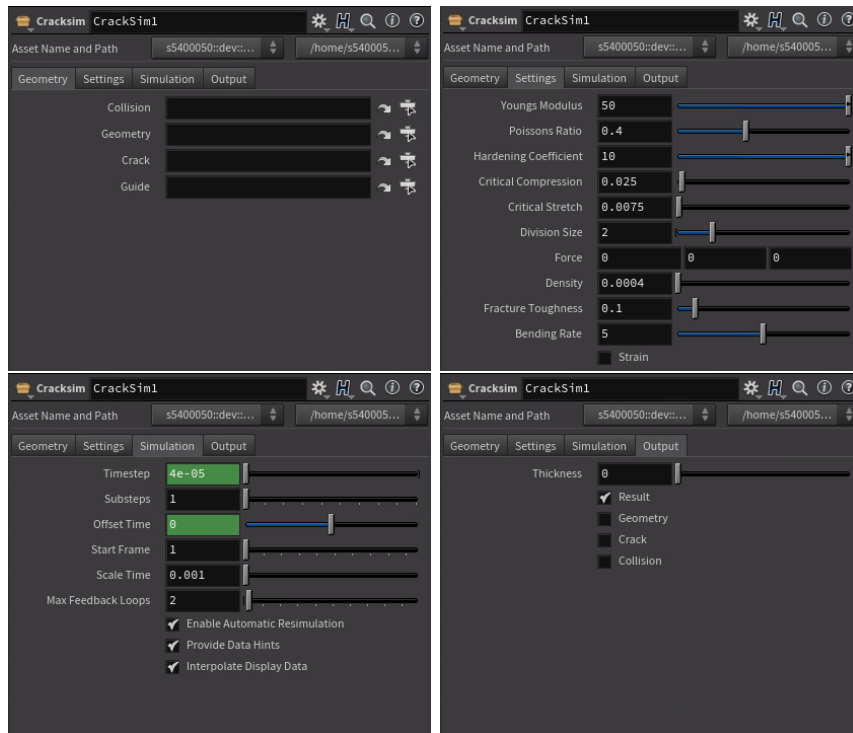 Cracksim CrackSim1
Asset Name and Path s5400050::dev::... /home/s540005...
Geometry Settings Simulation Output
Collision
Geometry
Crack
Guide
Cracksim CrackSim1
Asset Name and Path s5400050::dev::... /home/s540005...
Geometry Settings Simulation Output
Youngs Modulus 50
Poissons Ratio 0.4
Hardening Coefficient 10
Critical Compression 0.025
Critical Stretch 0.0075
Division Size 2
Force 0 0 0
Density 0.0004
Fracture Toughness 0.1
Bending Rate 5
Strain
Cracksim CrackSim1
Asset Name and Path s5400050::dev::... /home/s540005...
Geometry Settings Simulation Output
Timestep 4e-05
Substeps 1
Offset Time 0
Start Frame 1
Scale Time 0.001
Max Feedback Loops 2
Enable Automatic Resimulation
Provide Data Hints
Interpolate Display Data
Cracksim CrackSim1
Asset Name and Path s5400050::dev::... /home/s540005...
Geometry Settings Simulation Output
Thickness 0
Result
Geometry
Crack
Collision